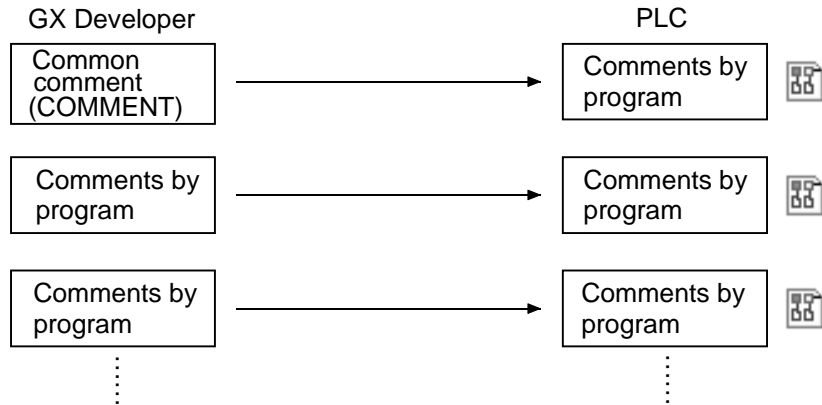 GX Developer
PLC
Common
comment
(COMMENT)
Comments by
program
Comments by
program
Comments by
program
Comments by
program
Comments by
program